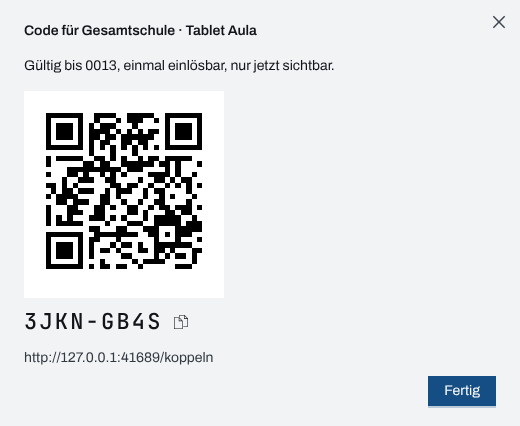 Code für Gesamtschule · Tablet Aula
Gültig bis 0013, einmal einlösbar, nur jetzt sichtbar.
3JKN-GB4S
http://127.0.0.1:41689/koppeln
Fertig